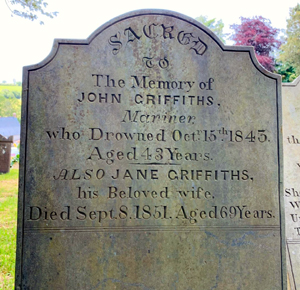 SACRED
TO
The Memory of
JOHN GRIFFITHS.
Mariner
who Drowned Oct. 15th 1843.
Aged 43 Years.
ALSO JANE GRIFFITHS,
his Beloved wife,
Died Sept. 8, 1851. Aged 69 Years.